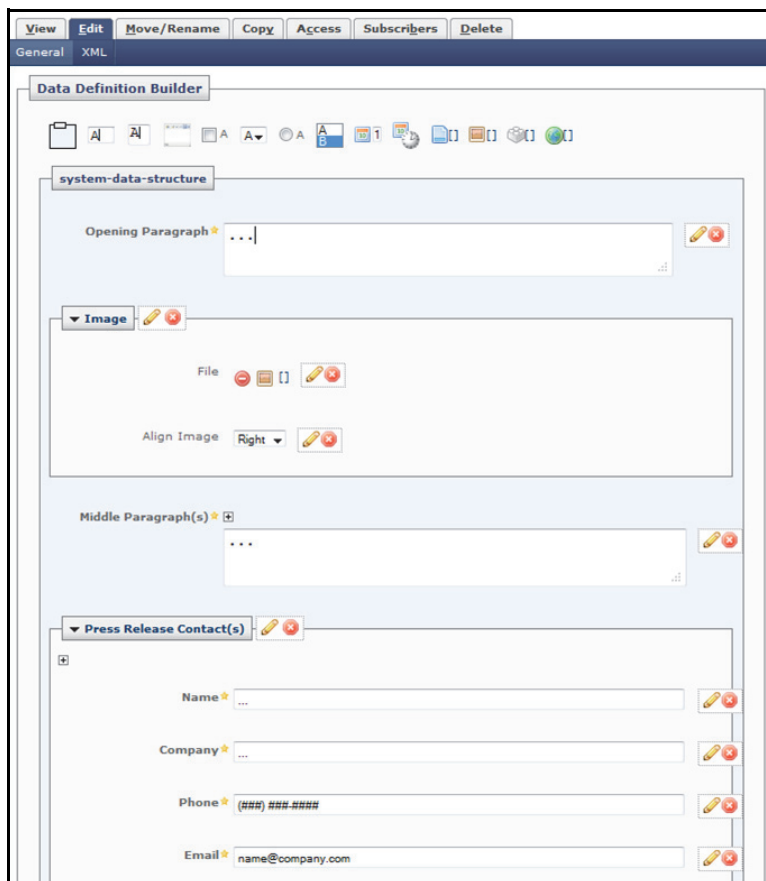 View Edit Move/Rename Copy Access Subscribers Delete
General XML
Data Definition Builder
A A A A A A B 1 [] [] [] []
system-data-structure
Opening Paragraph ...
Image
File []
Align Image Right
Middle Paragraph(s)
...
Press Release Contact(s)
Name ...
Company ...
Phone (###) ###-####
Email name@company.com